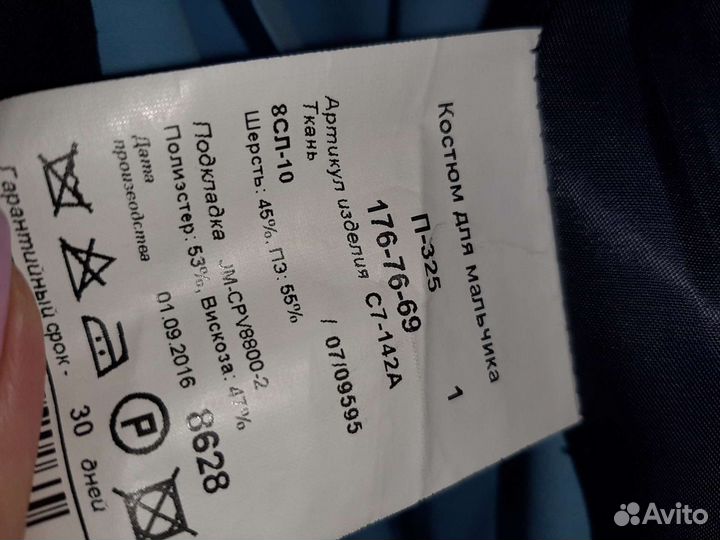 Костюм для мальчика
П-325 1
176-76-69
Артикул изделия С7-142А
Ткань / 07/09595
8СЛ-10
Шерсть: 45%. ПЭ: 55%
Подкладка JM-CPV8800-2
Полиэстер: 53%, Вискоза: 47%
Дата
производства 01.09.2016 8628
P
Гарантийный срок - 30 дней
Avito